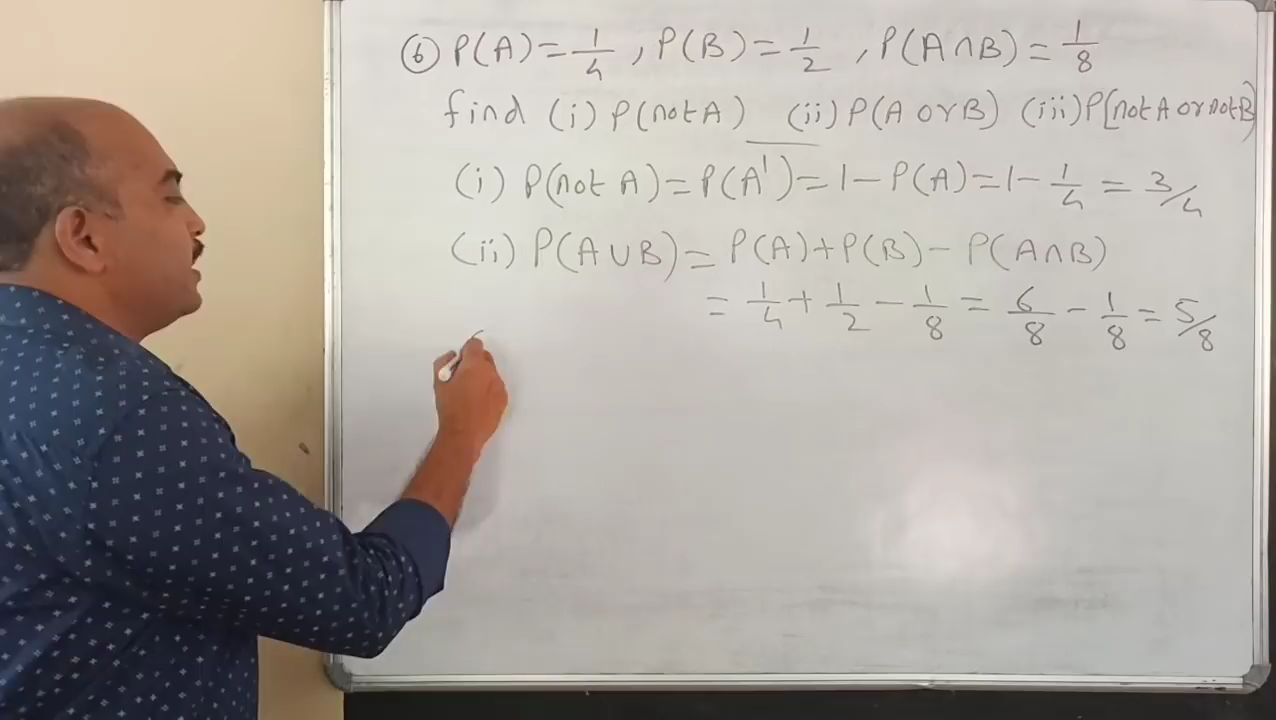 ⑥ P(A)=1/4, P(B)=1/2, P(A∩B)=1/8
find (i) P(not A) (ii) P(A or B) (iii) P[not A or not B]
(i) P(not A)=P(A')=1-P(A)=1-1/4=3/4
(ii) P(A∪B)=P(A)+P(B)-P(A∩B)
=1/4+1/2-1/8=6/8-1/8=5/8